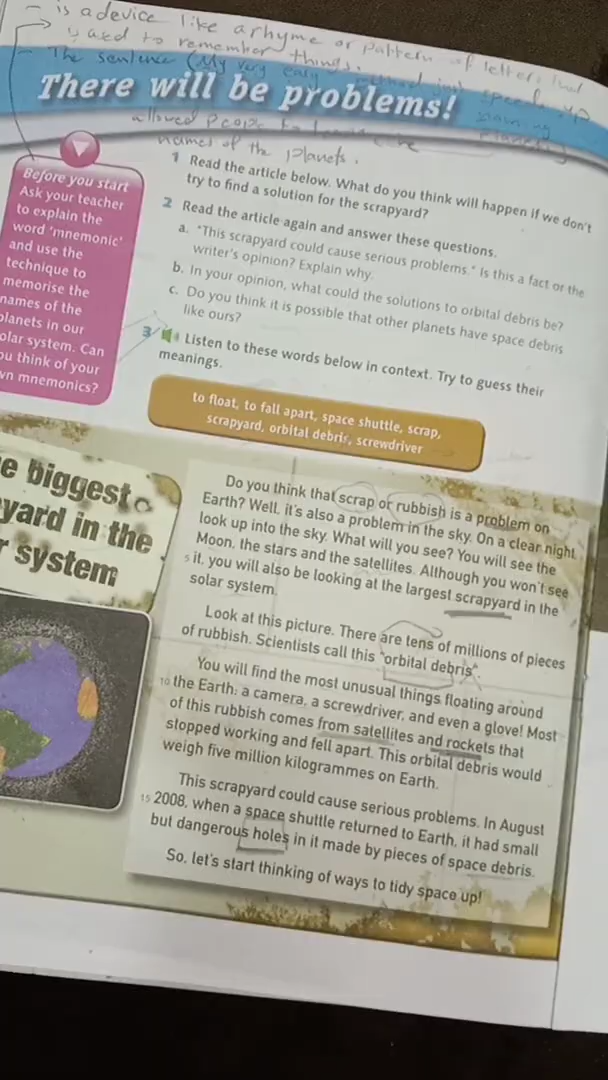 is a device like a rhyme or pattern of letters
used to remember things.
- The sentence (My very easy method just speeds up
There will be problems!
allowed people to
names of the planets.
Before you start
Ask your teacher
to explain the
word 'mnemonic'
and use the
technique to
memorise the
names of the
planets in our
olar system. Can
ou think of your
wn mnemonics?
1 Read the article below. What do you think will happen if we don't
try to find a solution for the scrapyard?
2 Read the article again and answer these questions.
a. "This scrapyard could cause serious problems." Is this a fact or the
writer's opinion? Explain why.
b. In your opinion, what could the solutions to orbital debris be?
c. Do you think it is possible that other planets have space debris
like ours?
3 Listen to these words below in context. Try to guess their
meanings.
to float, to fall apart, space shuttle, scrap,
scrapyard, orbital debris, screwdriver
e biggest
yard in the
r system
Do you think that scrap or rubbish is a problem on
Earth? Well, it's also a problem in the sky. On a clear night,
look up into the sky. What will you see? You will see the
Moon, the stars and the satellites. Although you won't see
5 it, you will also be looking at the largest scrapyard in the
solar system.
Look at this picture. There are tens of millions of pieces
of rubbish. Scientists call this "orbital debris".
You will find the most unusual things floating around
10 the Earth: a camera, a screwdriver, and even a glove! Most
of this rubbish comes from satellites and rockets that
stopped working and fell apart. This orbital debris would
weigh five million kilogrammes on Earth.
This scrapyard could cause serious problems. In August
15 2008, when a space shuttle returned to Earth, it had small
but dangerous holes in it made by pieces of space debris.
So, let's start thinking of ways to tidy space up!